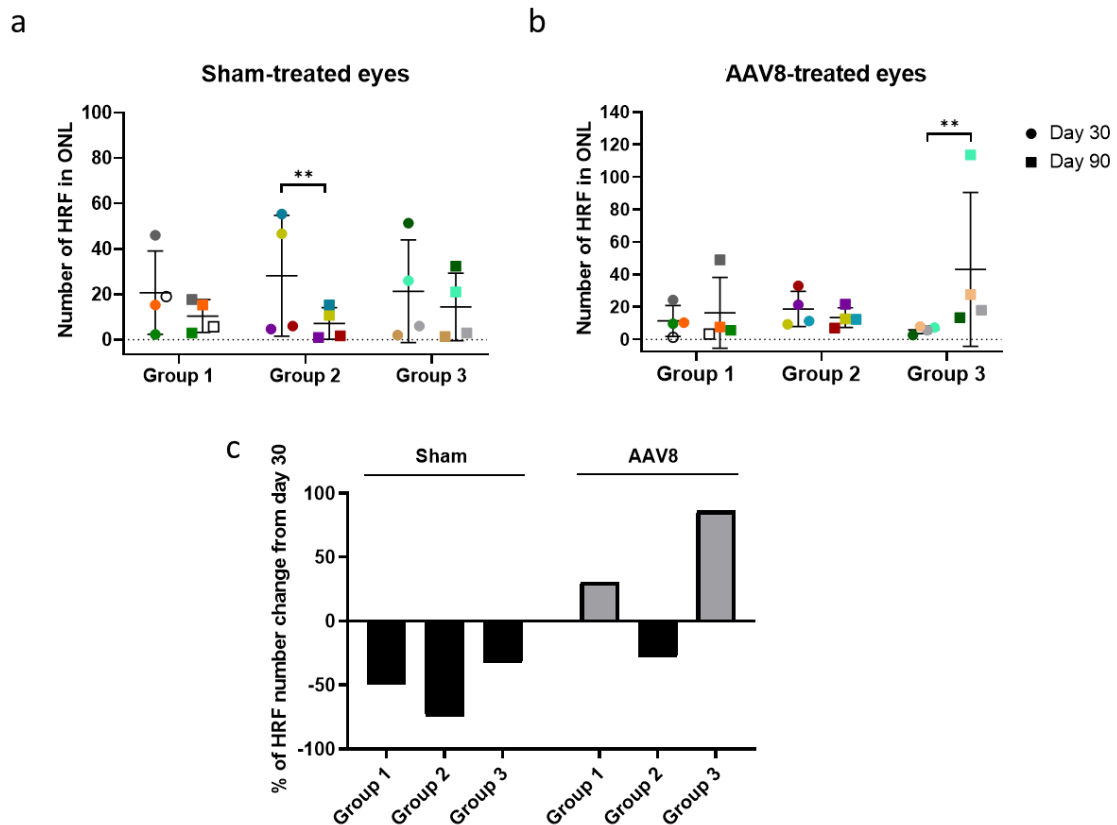 a
Sham-treated eyes
Number of HRF in ONL
100
80
60
40
20
0
**
Group 1
Group 2
Group 3
b
AAV8-treated eyes
Number of HRF in ONL
140
120
100
80
60
40
20
0
**
Group 1
Group 2
Group 3
Day 30
Day 90
c
% of HRF number change from day 30
Sham
AAV8
100
50
0
-50
-100
Group 1
Group 2
Group 3
Group 1
Group 2
Group 3